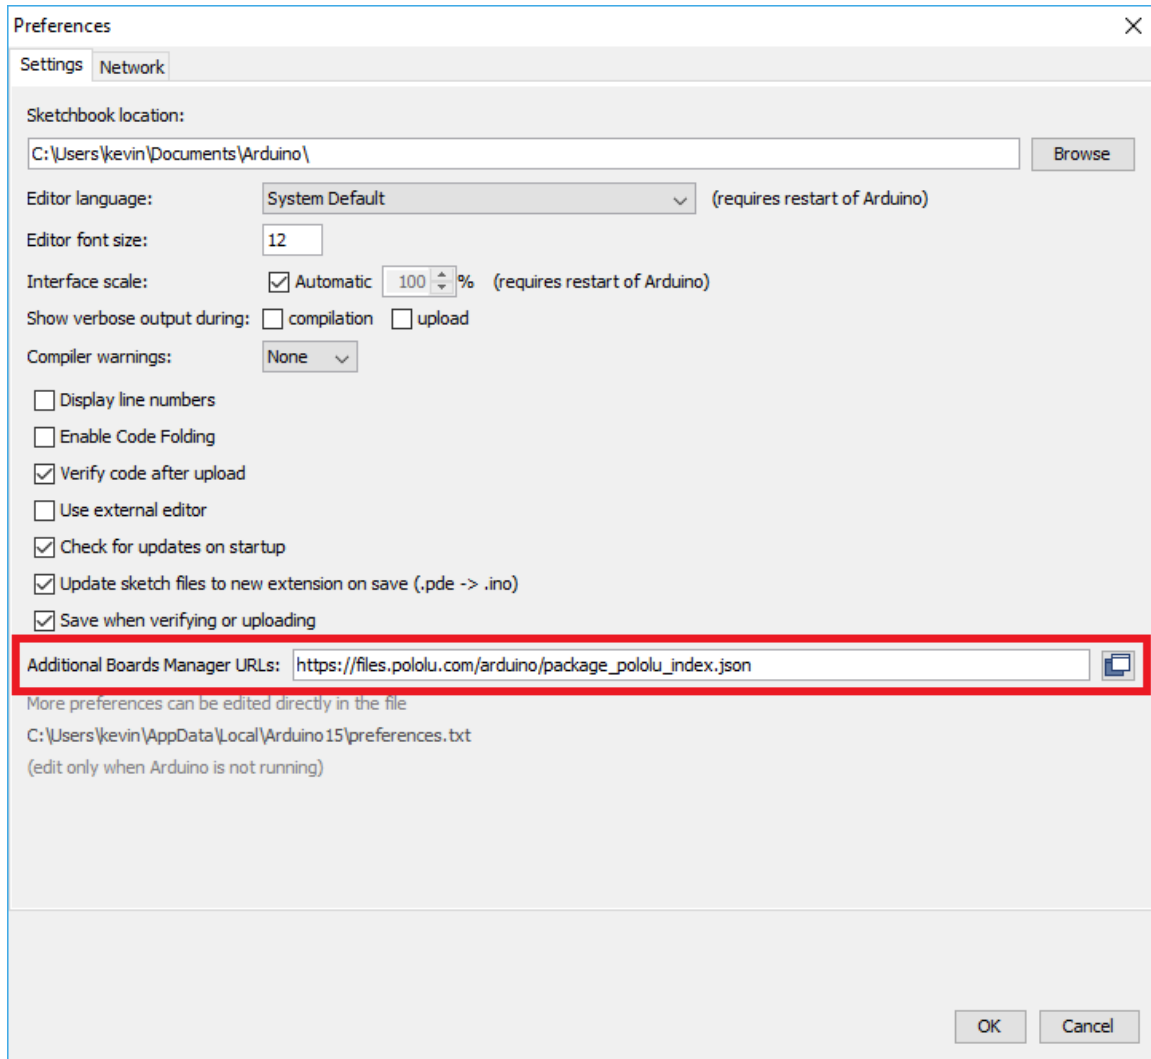 Preferences
Settings Network
Sketchbook location:
C:\Users\kevin\Documents\Arduino\ Browse
Editor language: System Default (requires restart of Arduino)
Editor font size: 12
Interface scale: Automatic 100 % (requires restart of Arduino)
Show verbose output during: compilation upload
Compiler warnings: None
Display line numbers
Enable Code Folding
Verify code after upload
Use external editor
Check for updates on startup
Update sketch files to new extension on save (.pde -> .ino)
Save when verifying or uploading
Additional Boards Manager URLs: https://files.pololu.com/arduino/package_pololu_index.json
More preferences can be edited directly in the file
C:\Users\kevin\AppData\Local\Arduino15\preferences.txt
(edit only when Arduino is not running)
OK Cancel